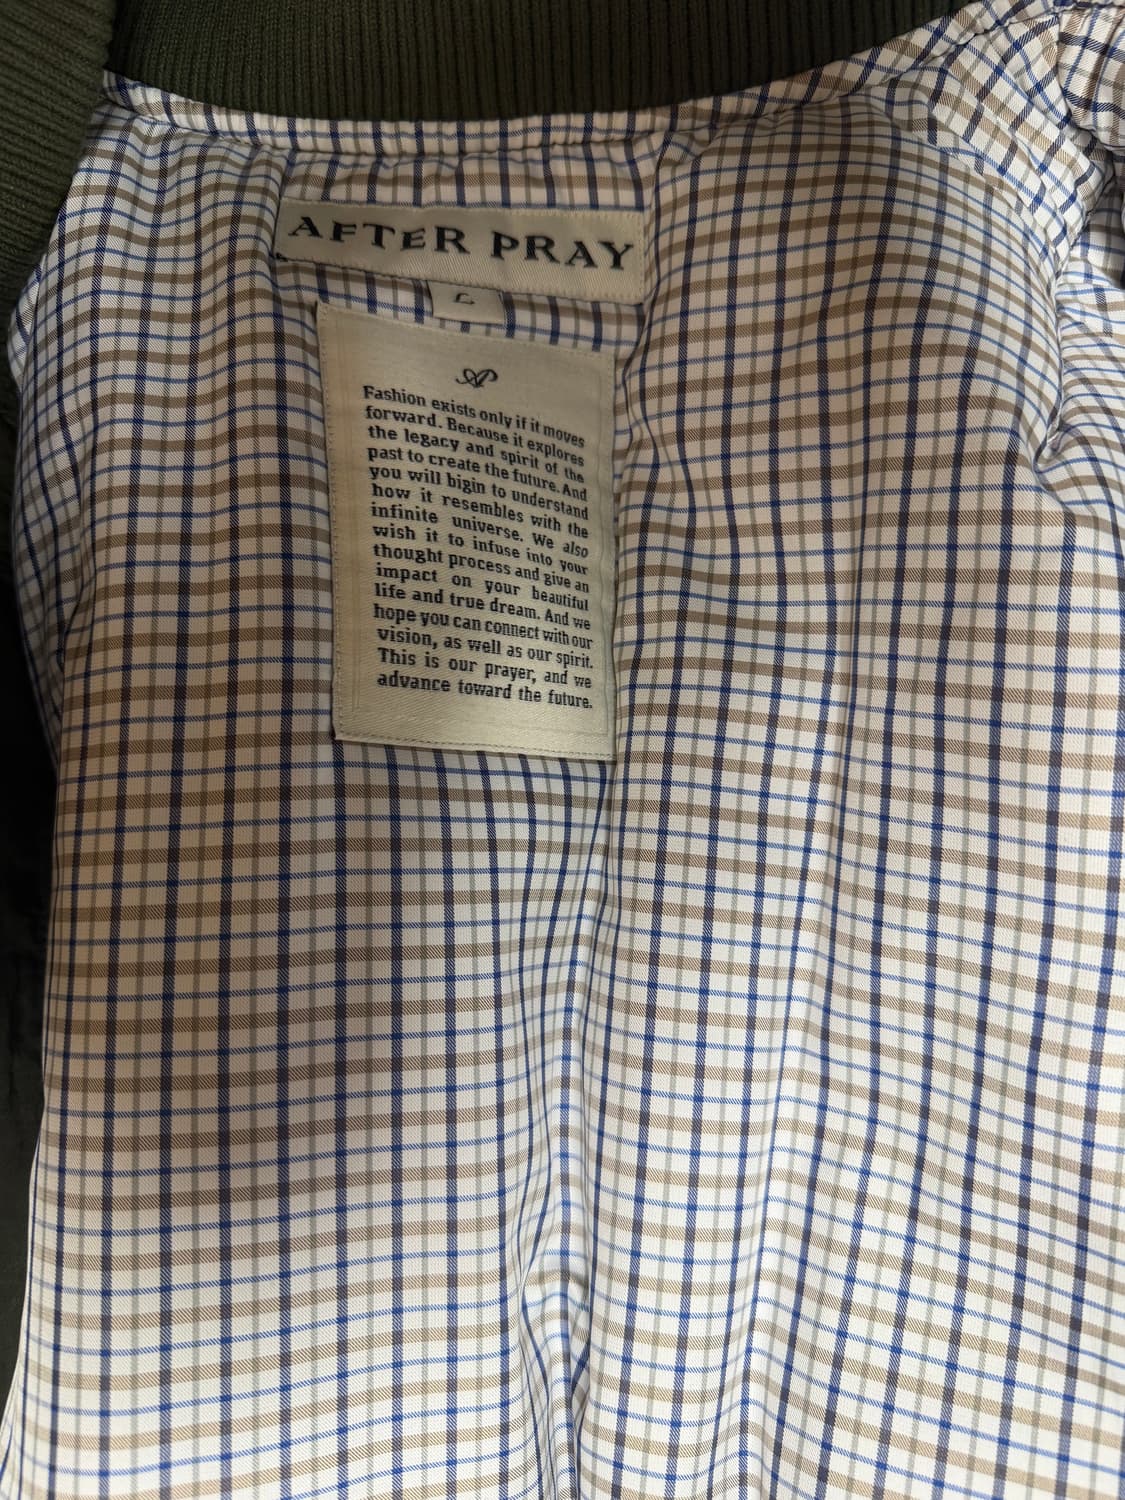 AFTER PRAY
L
AP
Fashion exists only if it moves
forward. Because it explores
the legacy and spirit of the
past to create the future. And
you will bigin to understand
how it resembles with the
infinite universe. We also
wish it to infuse into your
thought process and give an
impact on your beautiful
life and true dream. And we
hope you can connect with our
vision, as well as our spirit.
This is our prayer, and we
advance toward the future.